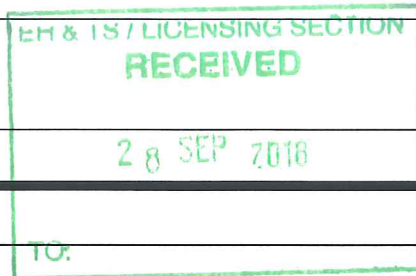 EH & TS / LICENSING SECTION
RECEIVED
28 SEP 2018
TO: